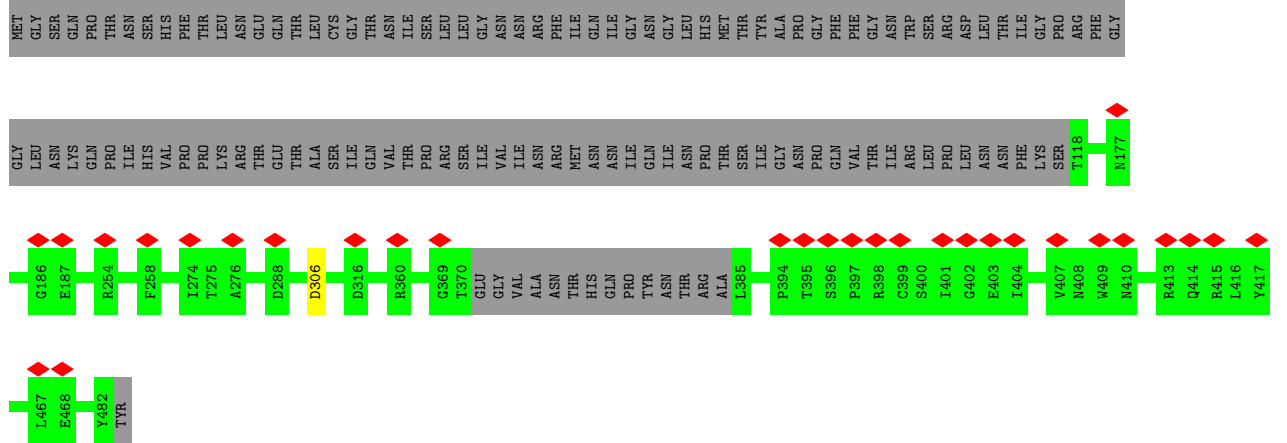 MET GLY SER GLN PRO THR ASN SER HIS PHE THR LEU ASN GLU GLN THR LEU CYS GLY THR ASN ILE SER LEU LEU GLY ASN ASN ARG PHE ILE GLN ILE GLY ASN GLY LEU HIS MET THR TYR ALA PRO GLY PHE PHE GLY ASN TRP SER ARG ASP LEU THR ILE GLY PRO ARG PHE GLY
GLY LEU ASN LYS GLN PRO ILE HIS VAL PRO PRO LYS ARG THR GLU THR ALA SER ILE GLN VAL THR PRO ARG SER ILE VAL ILE ASN ARG MET ASN ASN ILE GLN ILE ASN PRO THR SER ILE GLY ASN PRO GLN VAL THR ILE ARG LEU PRO LEU ASN ASN PHE LYS SER T118 N177
G186 E187 R254 F258 I274 T275 A276 D288 D306 D316 R360 G369 T370 GLU GLY VAL ALA ASN THR HIS GLN PRO TYR ASN THR ARG ALA L385 P394 T395 S396 P397 R398 C399 S400 I401 G402 E403 I404 V407 N408 W409 N410 R413 Q414 R415 L416 Y417
L467 E468 Y482 TYR